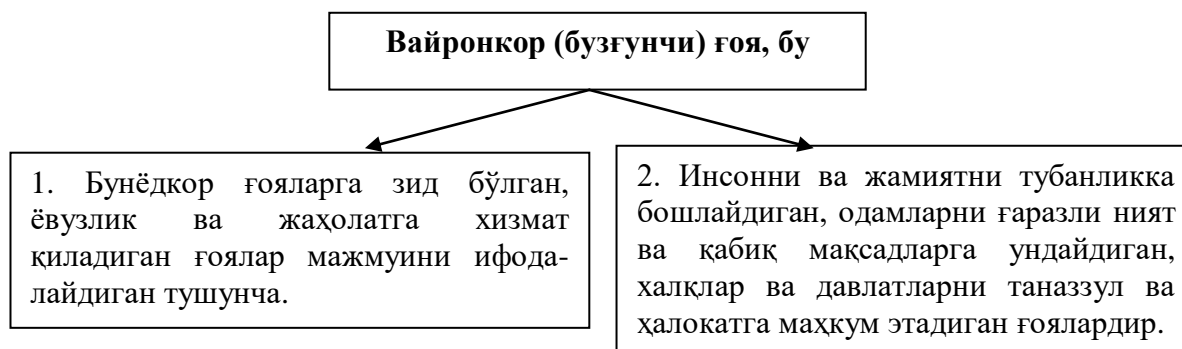 Вайронкор (бузғунчи) ғоя, бу
1. Бунёдкор ғояларга зид бўлган,
ёвузлик ва жаҳолатга хизмат
қиладиган ғоялар мажмуини ифода-
лайдиган тушунча.
2. Инсонни ва жамиятни тубанликка
бошлайдиган, одамларни ғаразли ният
ва қабиқ мақсадларга ундайдиган,
халқлар ва давлатларни таназзул ва
ҳалокатга маҳкум этадиган ғоялардир.